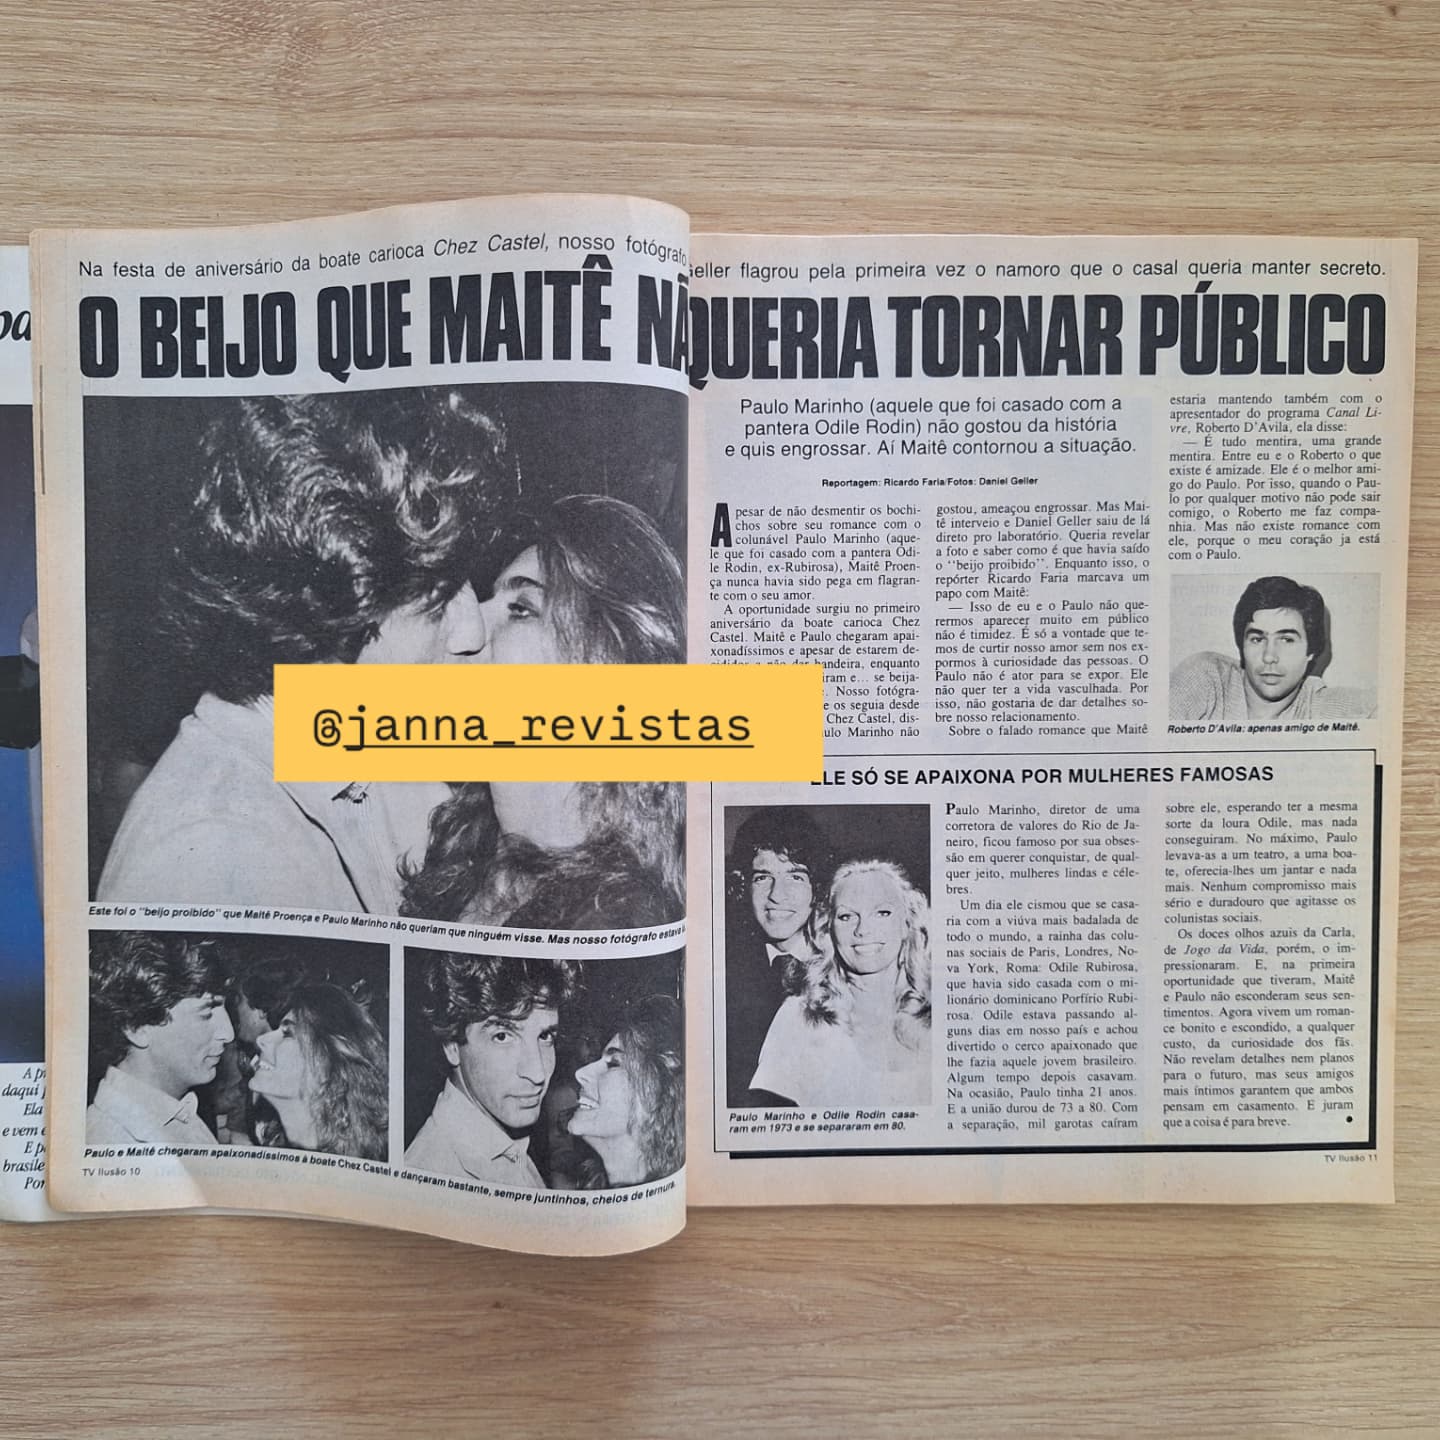 Na festa de aniversário da boate carioca Chez Castel, nosso fotógrafo
O BEIJO QUE MAITÊ NÃ
Este foi o "beijo proibido" que Maitê Proença e Paulo Marinho não queriam que ninguém visse. Mas nosso fotógrafo estava
Paulo e Maitê chegaram apaixonadíssimos à boate Chez Castel e dançaram bastante, sempre juntinhos, cheios de ternura.
TV Ilusão 10
@janna_revistas
eller flagrou pela primeira vez o namoro que o casal queria manter secreto.
QUERIA TORNAR PÚBLICO
Paulo Marinho (aquele que foi casado com a
pantera Odile Rodin) não gostou da história
e quis engrossar. Aí Maitê contornou a situação.
Reportagem: Ricardo Faria/Fotos: Daniel Geller
Apesar de não desmentir os bochi-
chos sobre seu romance com o
colunável Paulo Marinho (aque-
le que foi casado com a pantera Odi-
le Rodin, ex-Rubirosa), Maitê Proen-
ça nunca havia sido pega em flagran-
te com o seu amor.
A oportunidade surgiu no primeiro
aniversário da boate carioca Chez
Castel. Maitê e Paulo chegaram apai-
xonadíssimos e apesar de estarem de-
bandeira, enquanto
iram e... se beija-
. Nosso fotógra-
e os seguia desde
Chez Castel, dis-
ulo Marinho não
gostou, ameaçou engrossar. Mas Mai-
tê interveio e Daniel Geller saiu de lá
direto pro laboratório. Queria revelar
a foto e saber como é que havia saído
o "beijo proibido". Enquanto isso, o
repórter Ricardo Faria marcava um
papo com Maitê:
— Isso de eu e o Paulo não que-
rermos aparecer muito em público
não é timidez. É só a vontade que te-
mos de curtir nosso amor sem nos ex-
pormos à curiosidade das pessoas. O
Paulo não é ator para se expor. Ele
não quer ter a vida vasculhada. Por
isso, não gostaria de dar detalhes so-
bre nosso relacionamento.
Sobre o falado romance que Maitê
estaria mantendo também com o
apresentador do programa Canal Li-
vre, Roberto D'Avila, ela disse:
— É tudo mentira, uma grande
mentira. Entre eu e o Roberto o que
existe é amizade. Ele é o melhor ami-
go do Paulo. Por isso, quando o Pau-
lo por qualquer motivo não pode sair
comigo, o Roberto me faz compa-
nhia. Mas não existe romance com
ele, porque o meu coração ja está
com o Paulo.
Roberto D'Avila: apenas amigo de Maitê.
ELE SÓ SE APAIXONA POR MULHERES FAMOSAS
Paulo Marinho e Odile Rodin casa-
ram em 1973 e se separaram em 80.
Paulo Marinho, diretor de uma
corretora de valores do Rio de Ja-
neiro, ficou famoso por sua obses-
são em querer conquistar, de qual-
quer jeito, mulheres lindas e céle-
bres.
Um dia ele cismou que se casa-
ria com a viúva mais badalada de
todo o mundo, a rainha das colu-
nas sociais de Paris, Londres, No-
va York, Roma: Odile Rubirosa,
que havia sido casada com o mi-
lionário dominicano Porfírio Rubi-
rosa. Odile estava passando al-
guns dias em nosso país e achou
divertido o cerco apaixonado que
lhe fazia aquele jovem brasileiro.
Algum tempo depois casavam.
Na ocasião, Paulo tinha 21 anos.
E a união durou de 73 a 80. Com
a separação, mil garotas caíram
sobre ele, esperando ter a mesma
sorte da loura Odile, mas nada
conseguiram. No máximo, Paulo
levava-as a um teatro, a uma boa-
te, oferecia-lhes um jantar e nada
mais. Nenhum compromisso mais
sério e duradouro que agitasse os
colunistas sociais.
Os doces olhos azuis da Carla,
de Jogo da Vida, porém, o im-
pressionaram. E, na primeira
oportunidade que tiveram, Maitê
e Paulo não esconderam seus sen-
timentos. Agora vivem um roman-
ce bonito e escondido, a qualquer
custo, da curiosidade dos fãs.
Não revelam detalhes nem planos
para o futuro, mas seus amigos
mais íntimos garantem que ambos
pensam em casamento. E juram
que a coisa é para breve.
TV Ilusão 11
daqui
Ela
e vem
brasile